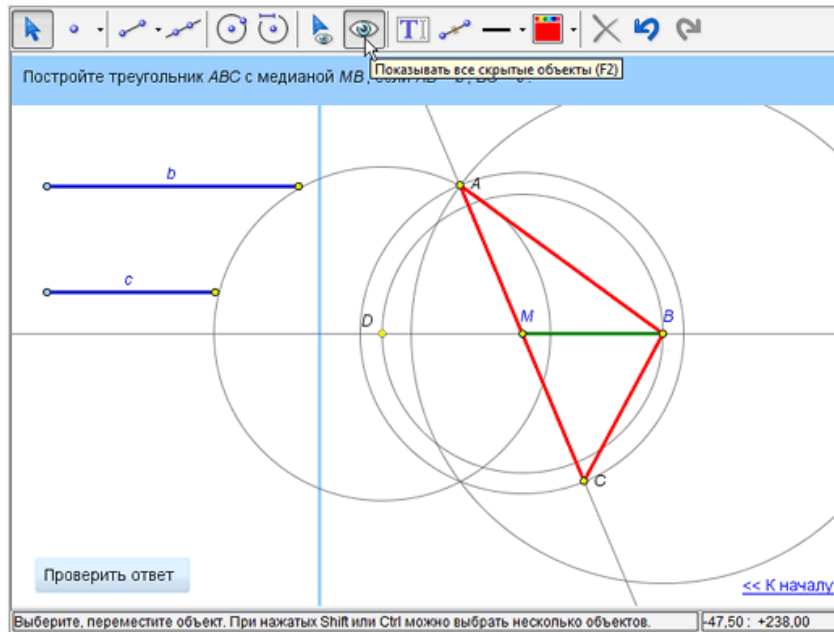 Показывать все скрытые объекты (F2)
Постройте треугольник ABC с медианой MB, если
b
A
c
D
M
B
C
Проверить ответ
<< К началу
Выберите, переместите объект. При нажатых Shift или Ctrl можно выбрать несколько объектов.
-47,50 : +238,00